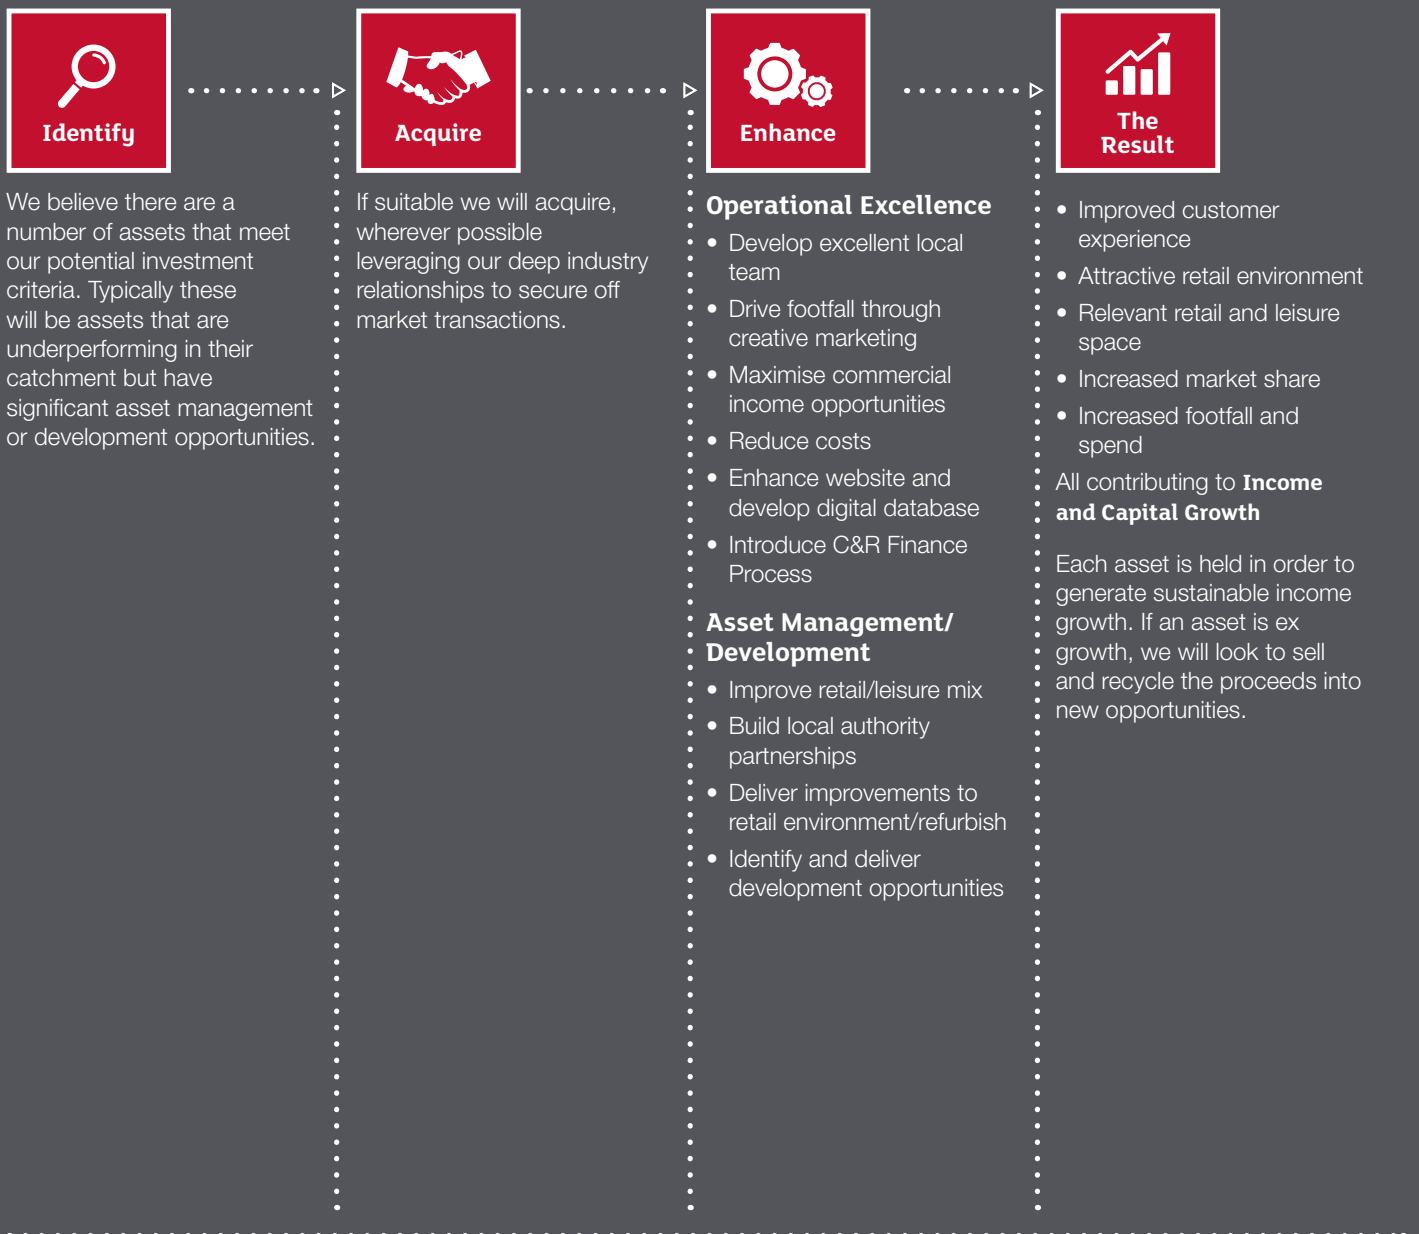 Identify
We believe there are a
number of assets that meet
our potential investment
criteria. Typically these
will be assets that are
underperforming in their
catchment but have
significant asset management
or development opportunities.
Acquire
If suitable we will acquire,
wherever possible
leveraging our deep industry
relationships to secure off
market transactions.
Enhance
Operational Excellence
• Develop excellent local
team
• Drive footfall through
creative marketing
• Maximise commercial
income opportunities
• Reduce costs
• Enhance website and
develop digital database
• Introduce C&R Finance
Process
Asset Management/
Development
• Improve retail/leisure mix
• Build local authority
partnerships
• Deliver improvements to
retail environment/refurbish
• Identify and deliver
development opportunities
The
Result
• Improved customer
experience
• Attractive retail environment
• Relevant retail and leisure
space
• Increased market share
• Increased footfall and
spend
All contributing to Income
and Capital Growth
Each asset is held in order to
generate sustainable income
growth. If an asset is ex
growth, we will look to sell
and recycle the proceeds into
new opportunities.